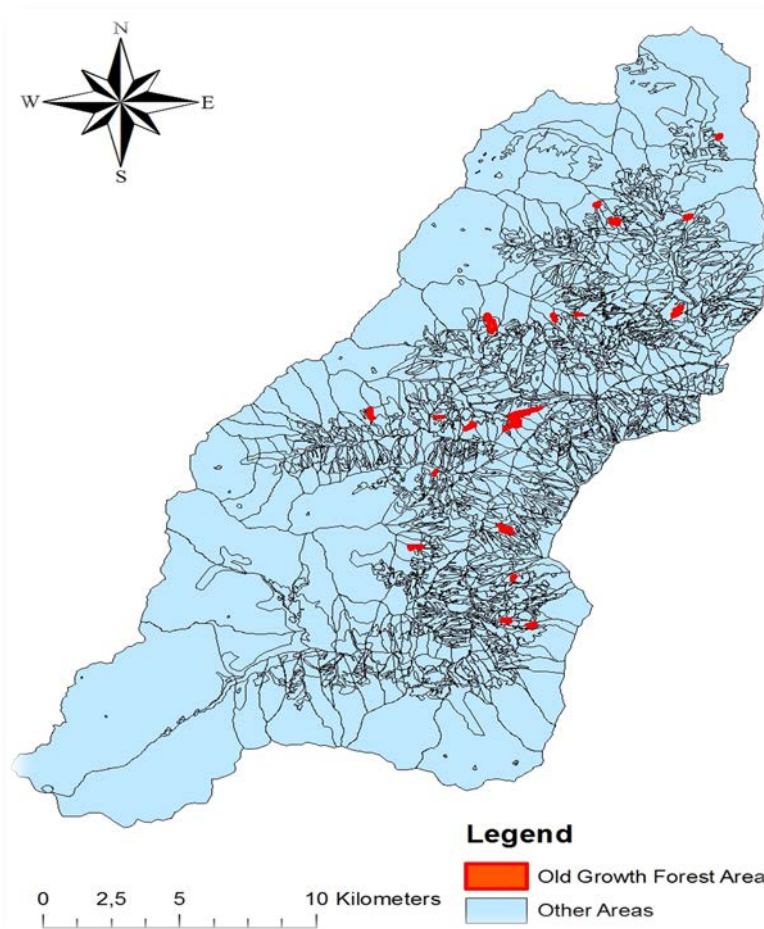 N
W E
S
Legend
Old Growth Forest Area
Other Areas
0 2,5 5 10 Kilometers